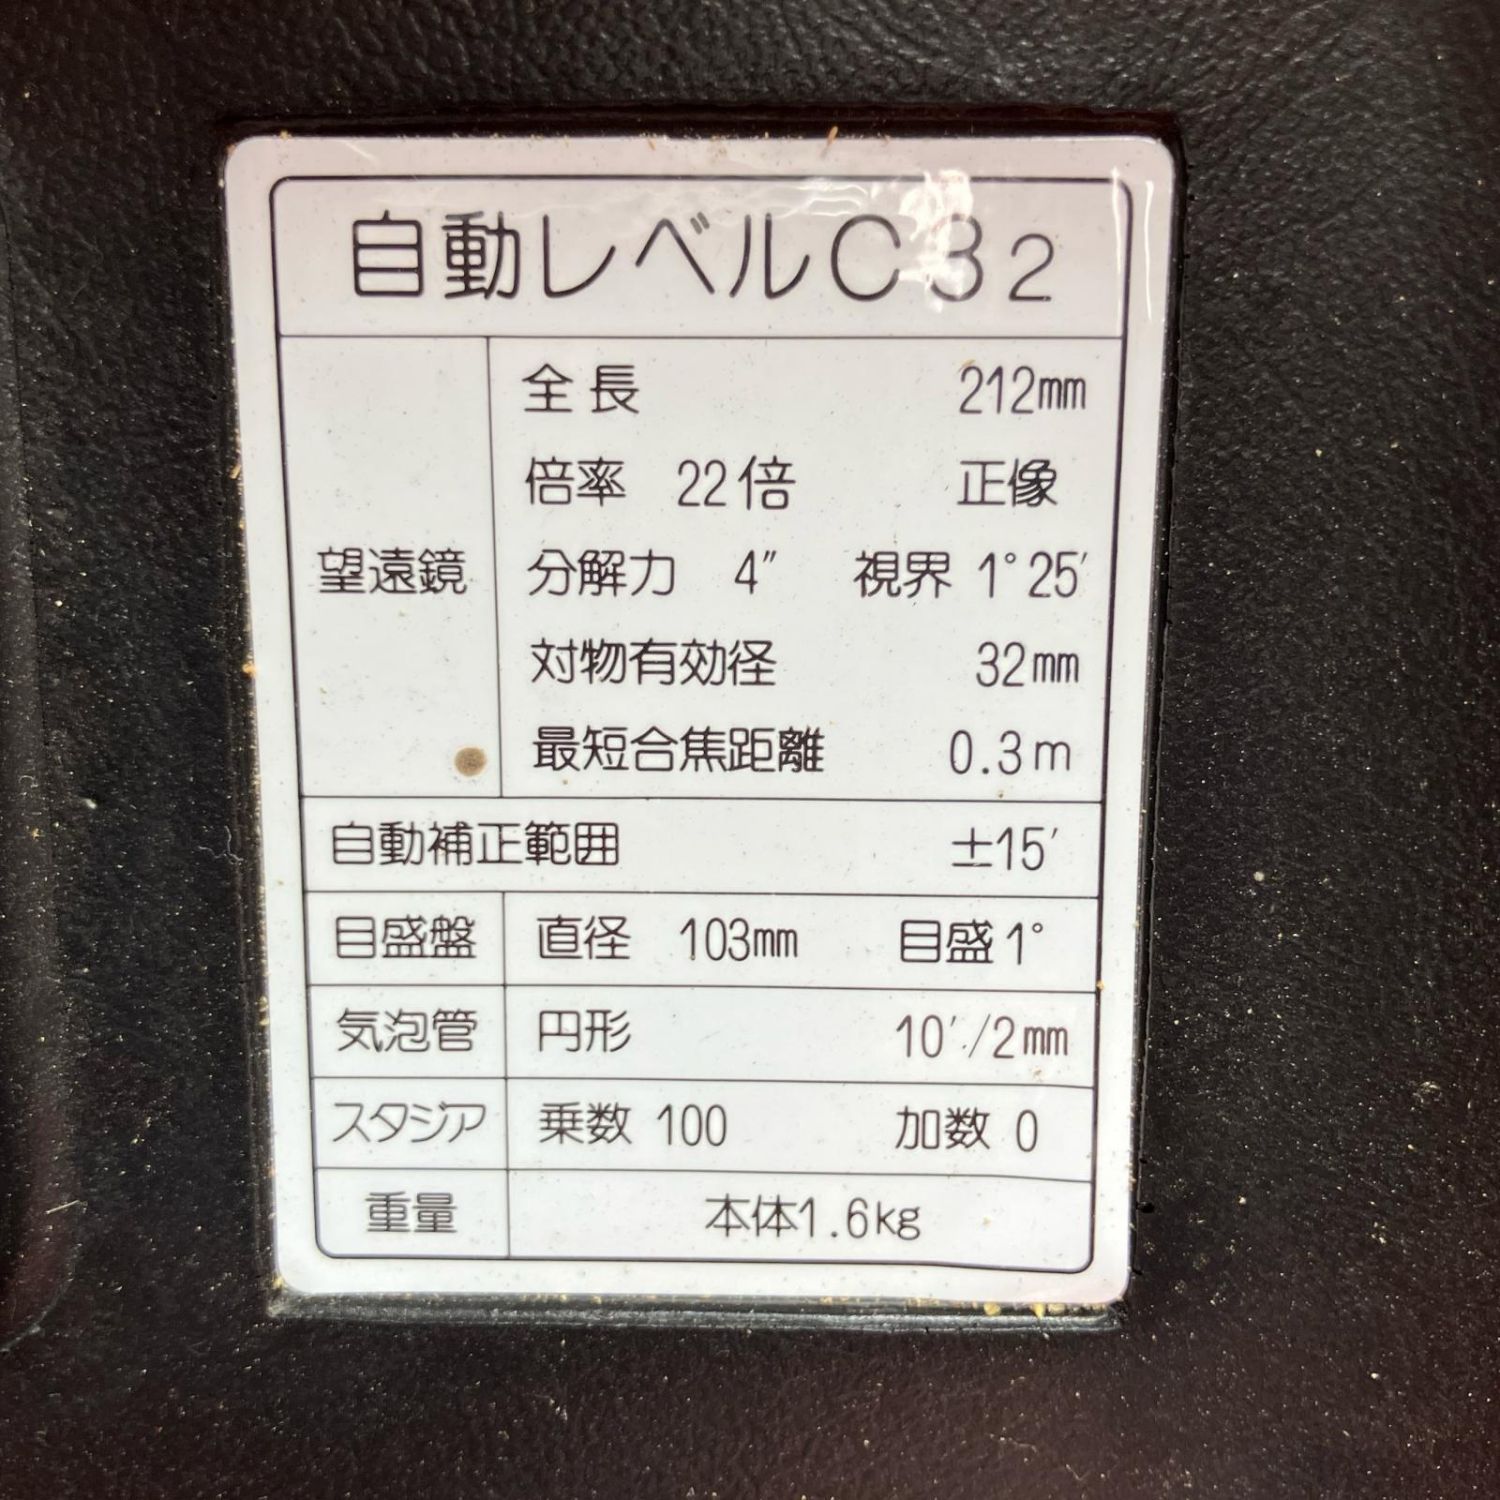 自動レベルC32
望遠鏡
全長 212mm
倍率 22倍 正像
分解力 4″ 視界 1°25′
対物有効径 32mm
最短合焦距離 0.3m
自動補正範囲 ±15′
目盛盤 直径 103mm 目盛1°
気泡管 円形 10′/2mm
スタジア 乗数 100 加数 0
重量 本体1.6kg